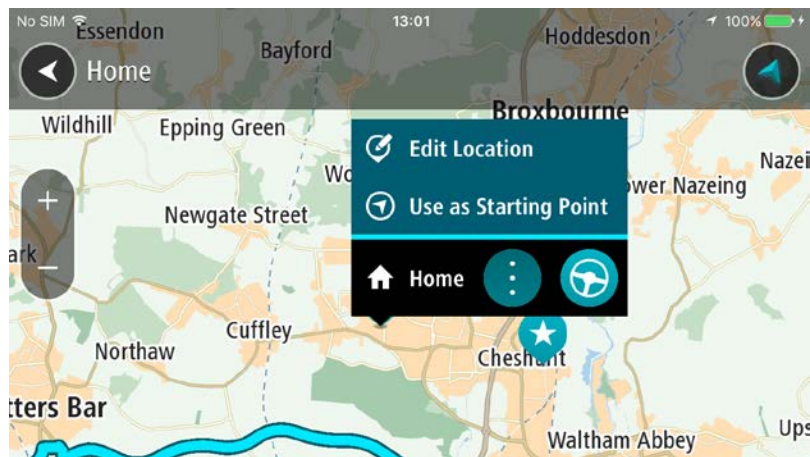 No SIM 13:01 100%
Essendon
Hoddesdon
Bayford
Home
Broxbourne
Wildhill
Epping Green
Edit Location
Nazei
Wo
ower Nazeing
+
Newgate Street
Use as Starting Point
ark
−
Home
Cuffley
Northaw
Cheshunt
tters Bar
Waltham Abbey
Ups